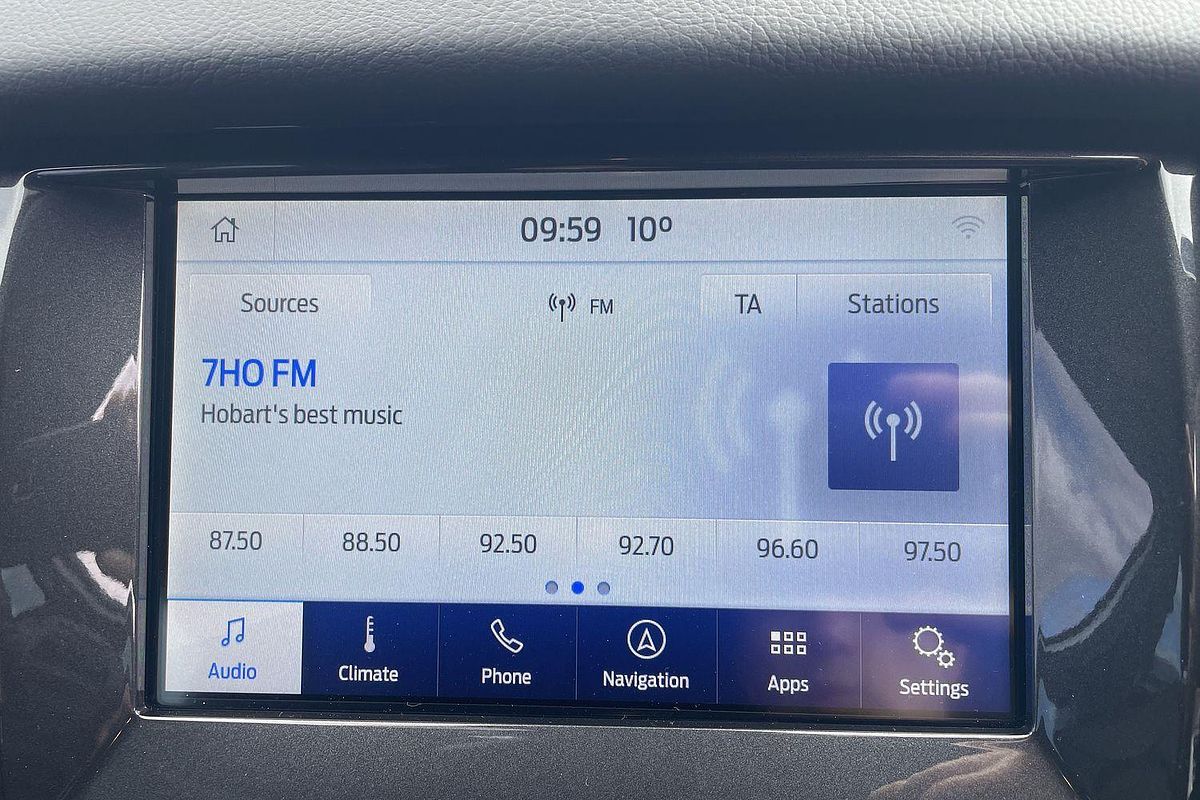 09:59 10º
Sources FM TA Stations
7HO FM
Hobart's best music
87.50 88.50 92.50 92.70 96.60 97.50
Audio Climate Phone Navigation Apps Settings